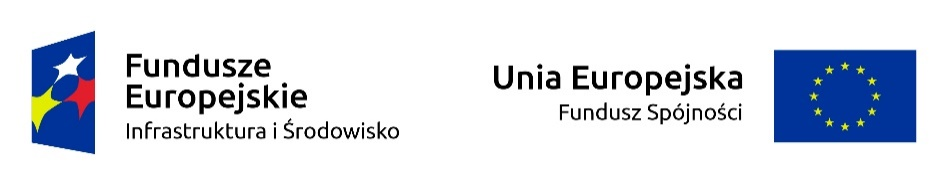 Fundusze
Europejskie
Infrastruktura i Środowisko
Unia Europejska
Fundusz Spójności